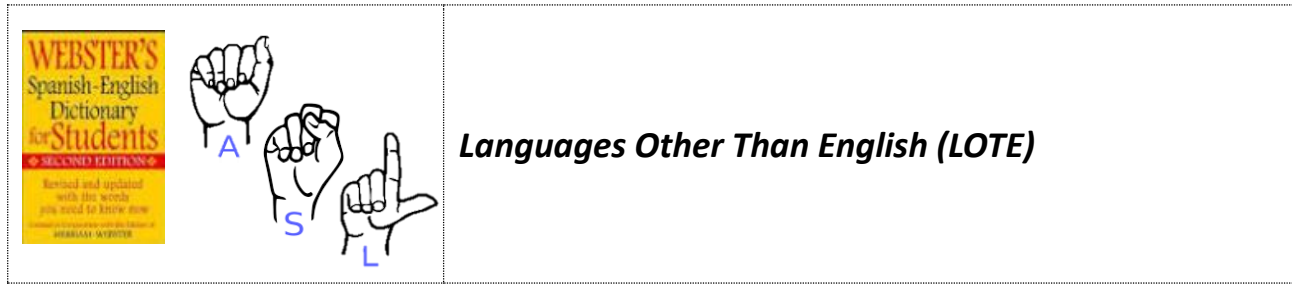 WEBSTER'S
Spanish-English
Dictionary
for Students
SECOND EDITION
Revised and updated
with the words
you need to know now
MERRIAM-WEBSTER
A
S
L
Languages Other Than English (LOTE)